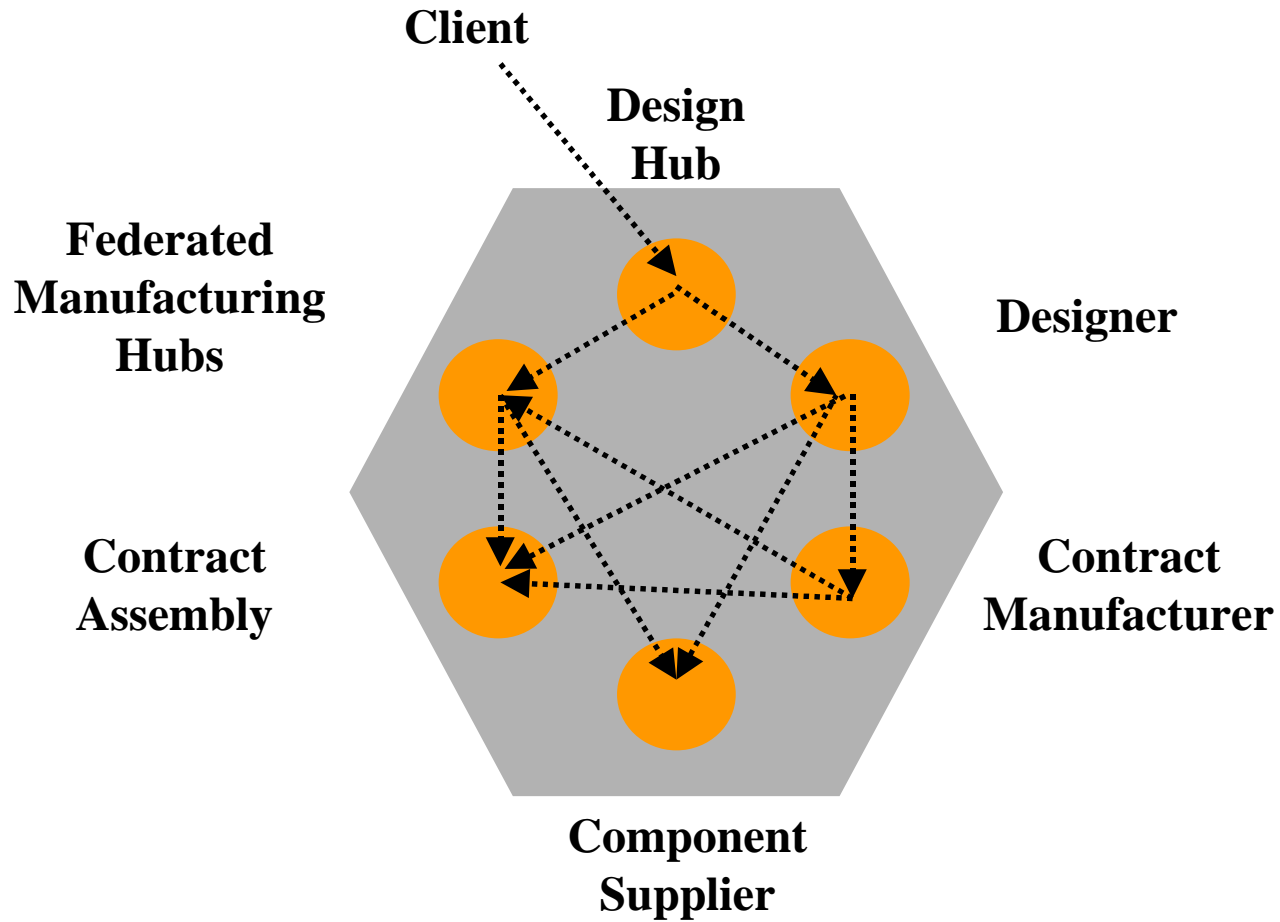 Client
Design
Hub
Federated
Manufacturing
Hubs
Designer
Contract
Assembly
Contract
Manufacturer
Component
Supplier